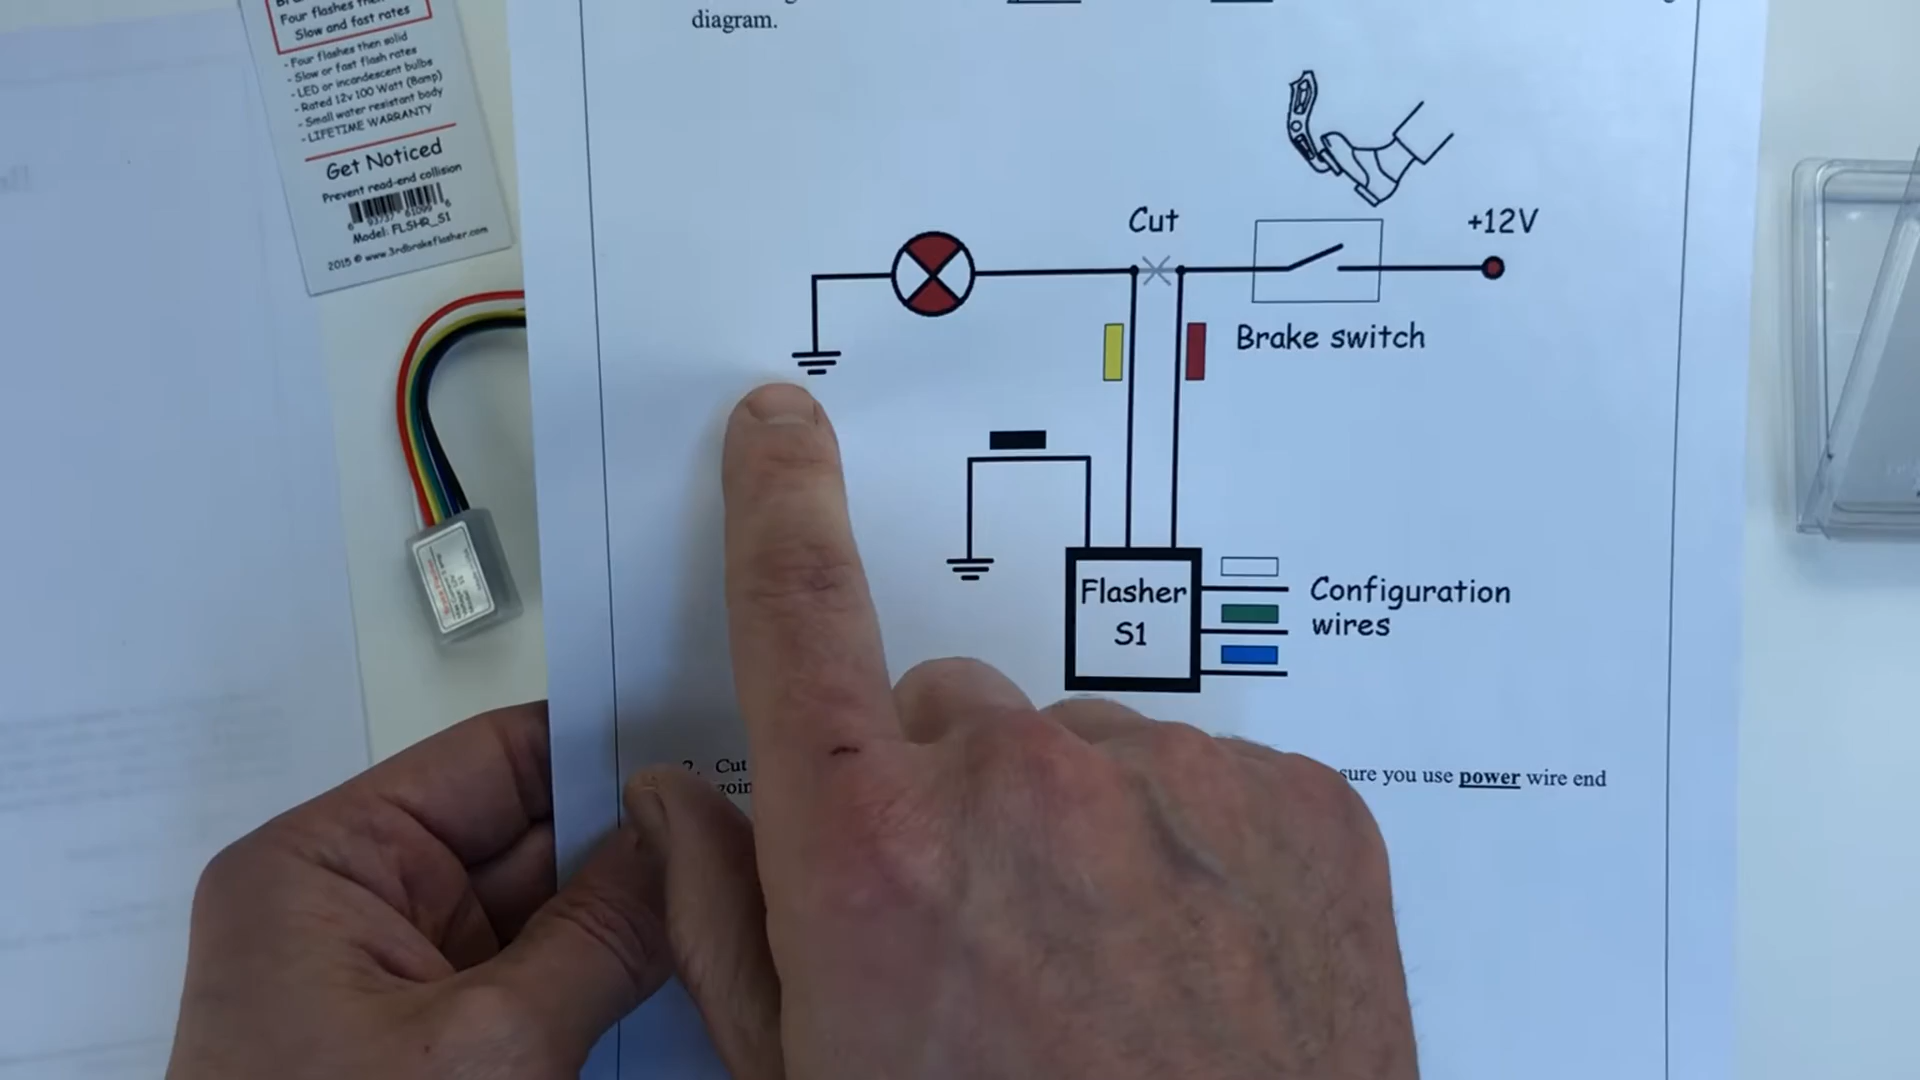 Four flashes then
Slow and fast rates
- Four flashes then solid
- Slow or fast flash rates
- LED or incandescent bulbs
- Rated 12v 100 Watt (8amp)
- Small water resistant body
- LIFETIME WARRANTY
Get Noticed
Prevent read-end collision
Model: FLSHR_S1
2015 © www.3rdbrakeflasher.com
diagram.
Cut
+12V
Brake switch
Flasher
S1
Configuration
wires
2. Cut
sure you use power wire end